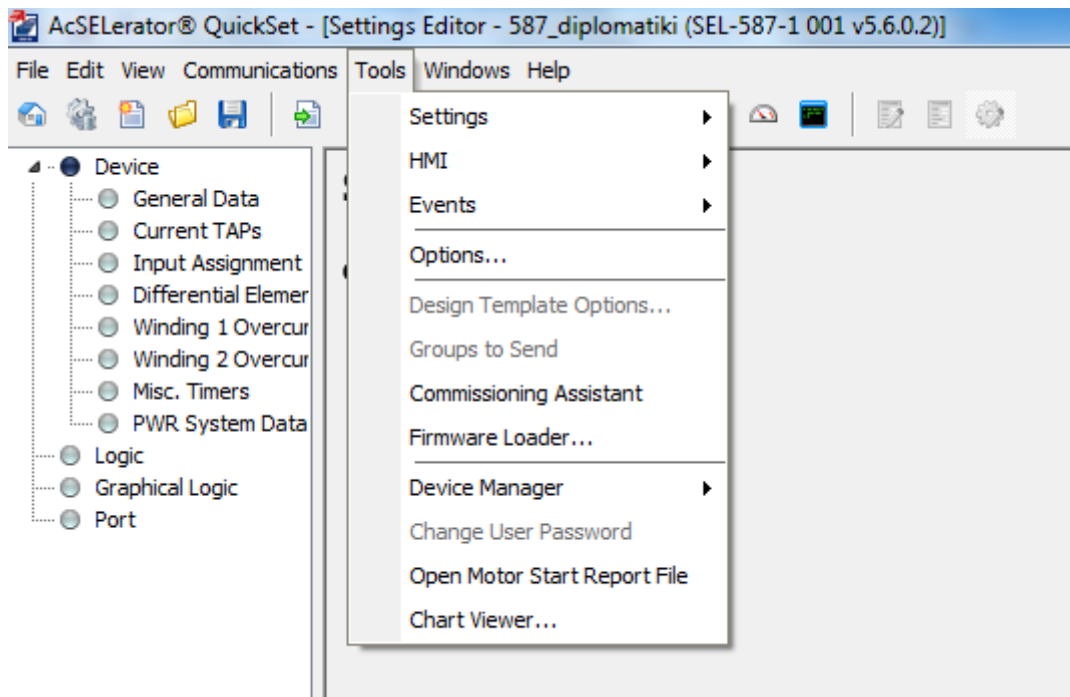 AcSELerator® QuickSet - [Settings Editor - 587_diplomatiki (SEL-587-1 001 v5.6.0.2)]
File Edit View Communications Tools Windows Help
Device
General Data
Current TAPs
Input Assignment
Differential Elemer
Winding 1 Overcur
Winding 2 Overcur
Misc. Timers
PWR System Data
Logic
Graphical Logic
Port
Settings
HMI
Events
Options...
Design Template Options...
Groups to Send
Commissioning Assistant
Firmware Loader...
Device Manager
Change User Password
Open Motor Start Report File
Chart Viewer...